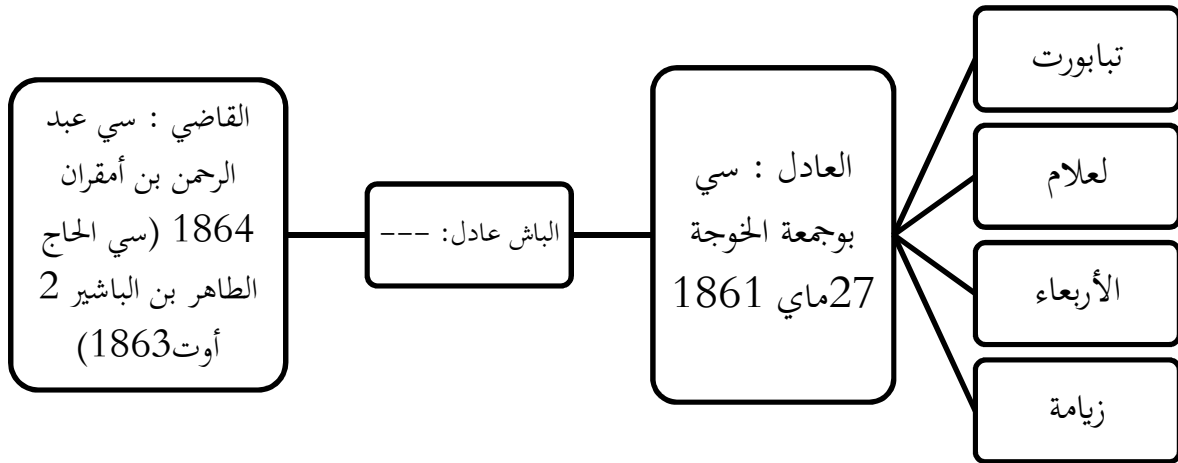 تبابورت
لعلام
الأربعاء
زيامة
العادل : سي
بوجمعة الخوجة
27ماي 1861
الباش عادل: ---
القاضي : سي عبد
الرحمن بن أمقران
1864 (سي الحاج
الطاهر بن الباشير 2
أوت1863)